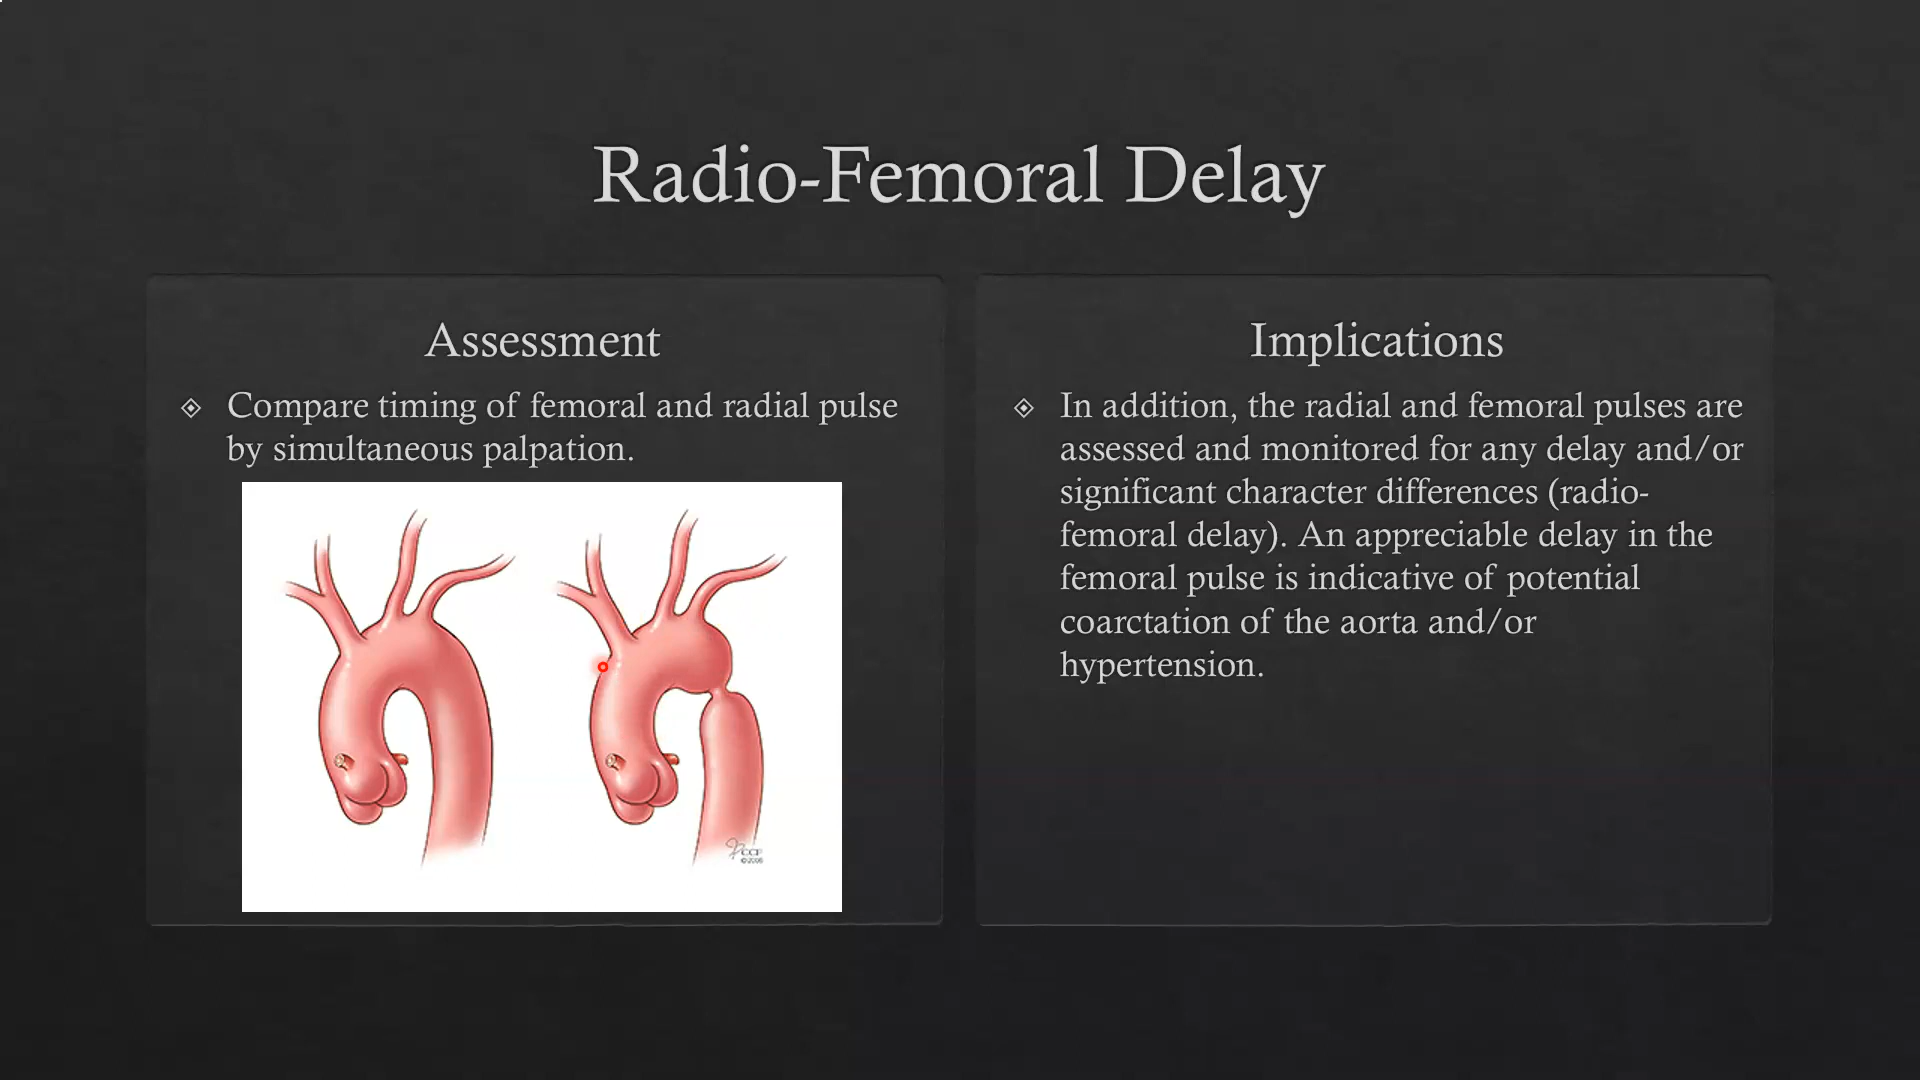 Radio-Femoral Delay
Assessment
Compare timing of femoral and radial pulse
by simultaneous palpation.
CCF
©2006
Implications
In addition, the radial and femoral pulses are
assessed and monitored for any delay and/or
significant character differences (radio-
femoral delay). An appreciable delay in the
femoral pulse is indicative of potential
coarctation of the aorta and/or
hypertension.